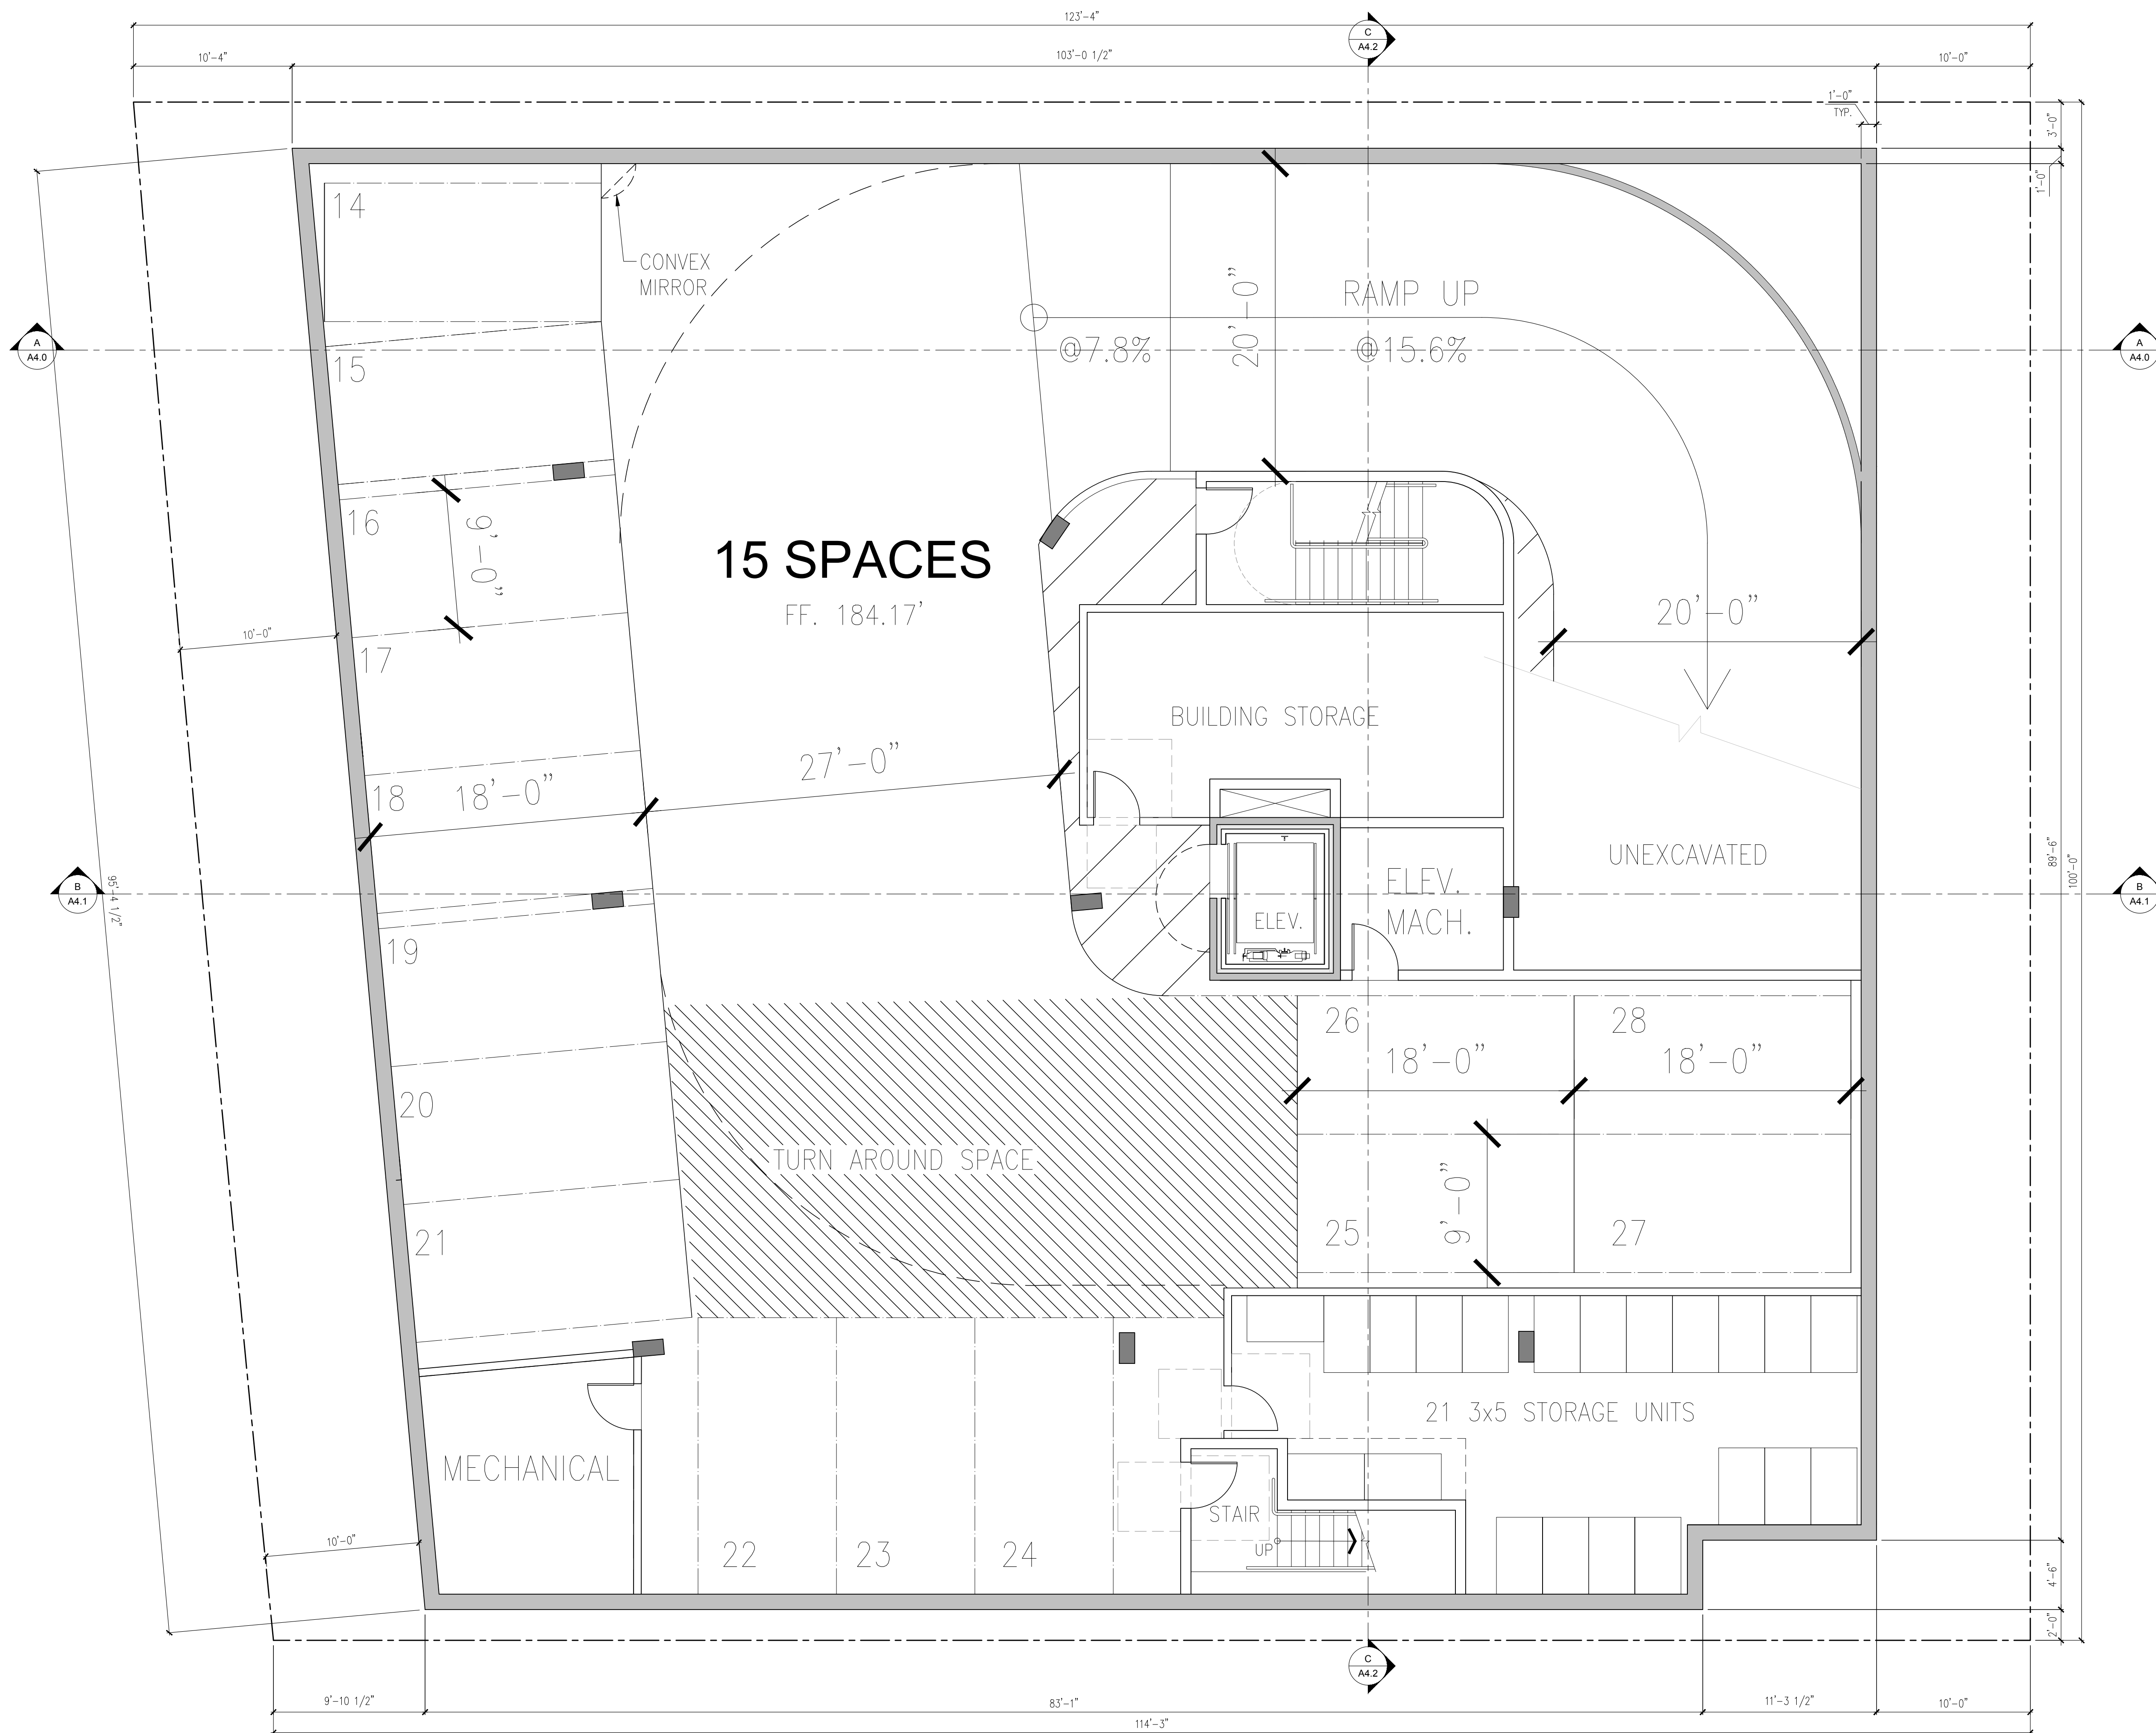 123'-4"
C
A4.2
10'-4"
103'-0 1/2"
10'-0"
1'-0"
TYP.
3'-0"
1'-0"
14
CONVEX
MIRROR
RAMP UP
20'-0"
@7.8%
@15.6%
A
A4.0
A
A4.0
15
16
9'-0"
15 SPACES
FF. 184.17'
20'-0"
10'-0"
17
BUILDING STORAGE
27'-0"
18
18'-0"
UNEXCAVATED
89'-6"
100'-0"
ELEV.
MACH.
ELEV.
B
A4.1
B
A4.1
95'-4 1/2"
19
26
28
18'-0"
18'-0"
20
TURN AROUND SPACE
9'-0"
21
25
27
21 3x5 STORAGE UNITS
MECHANICAL
STAIR
UP
22
23
24
10'-0"
4'-6"
2'-0"
C
A4.2
9'-10 1/2"
83'-1"
11'-3 1/2"
10'-0"
114'-3"